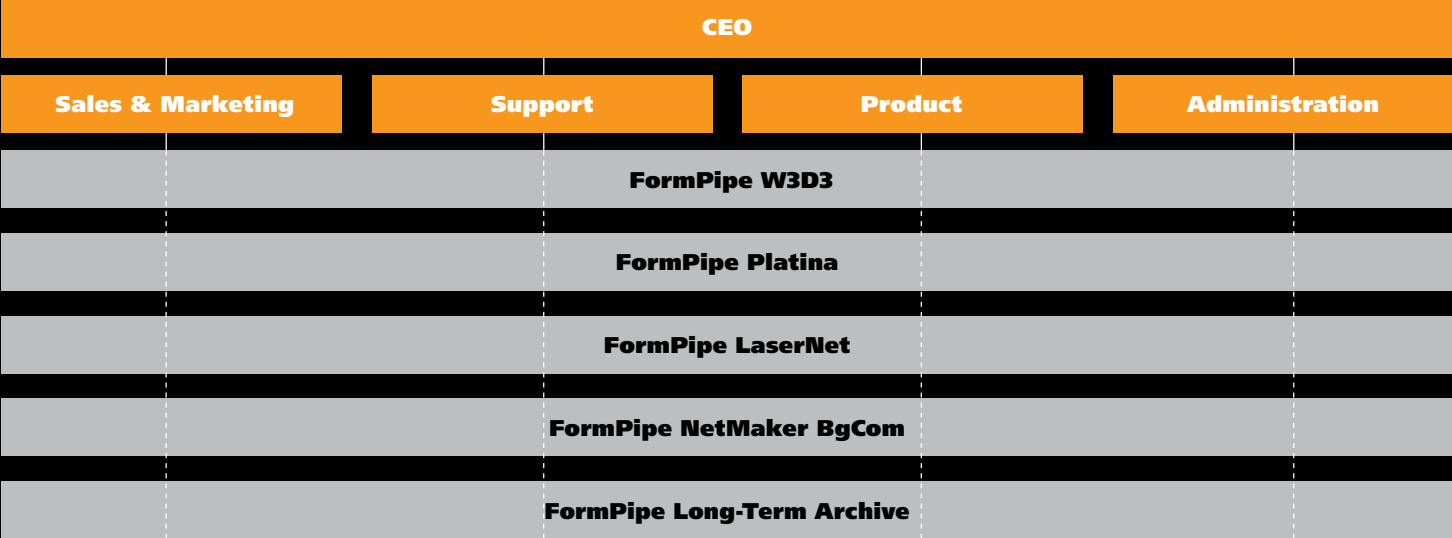 CEO
Sales & Marketing
Support
Product
Administration
FormPipe W3D3
FormPipe Platina
FormPipe LaserNet
FormPipe NetMaker BgCom
FormPipe Long-Term Archive